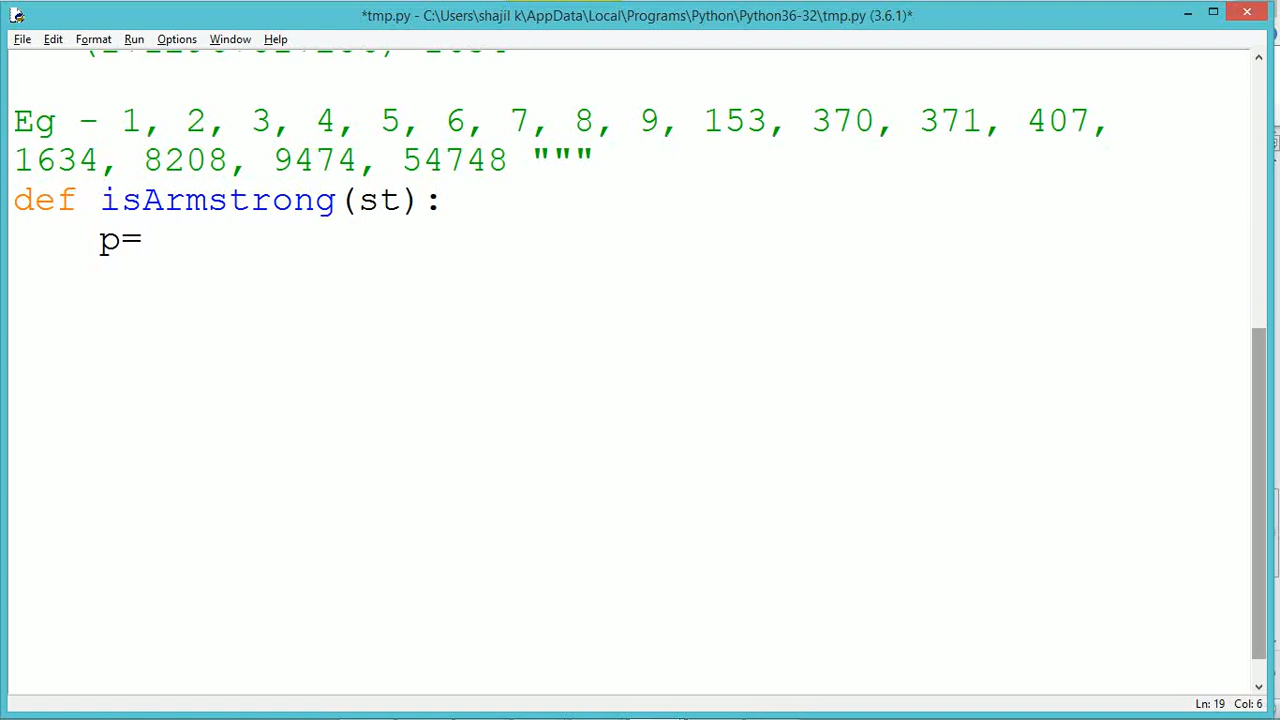 *tmp.py - C:\Users\shajil k\AppData\Local\Programs\Python\Python36-32\tmp.py (3.6.1)*
File Edit Format Run Options Window Help
Eg - 1, 2, 3, 4, 5, 6, 7, 8, 9, 153, 370, 371, 407,
1634, 8208, 9474, 54748 """
def isArmstrong(st):
p=
Ln: 19 Col: 6